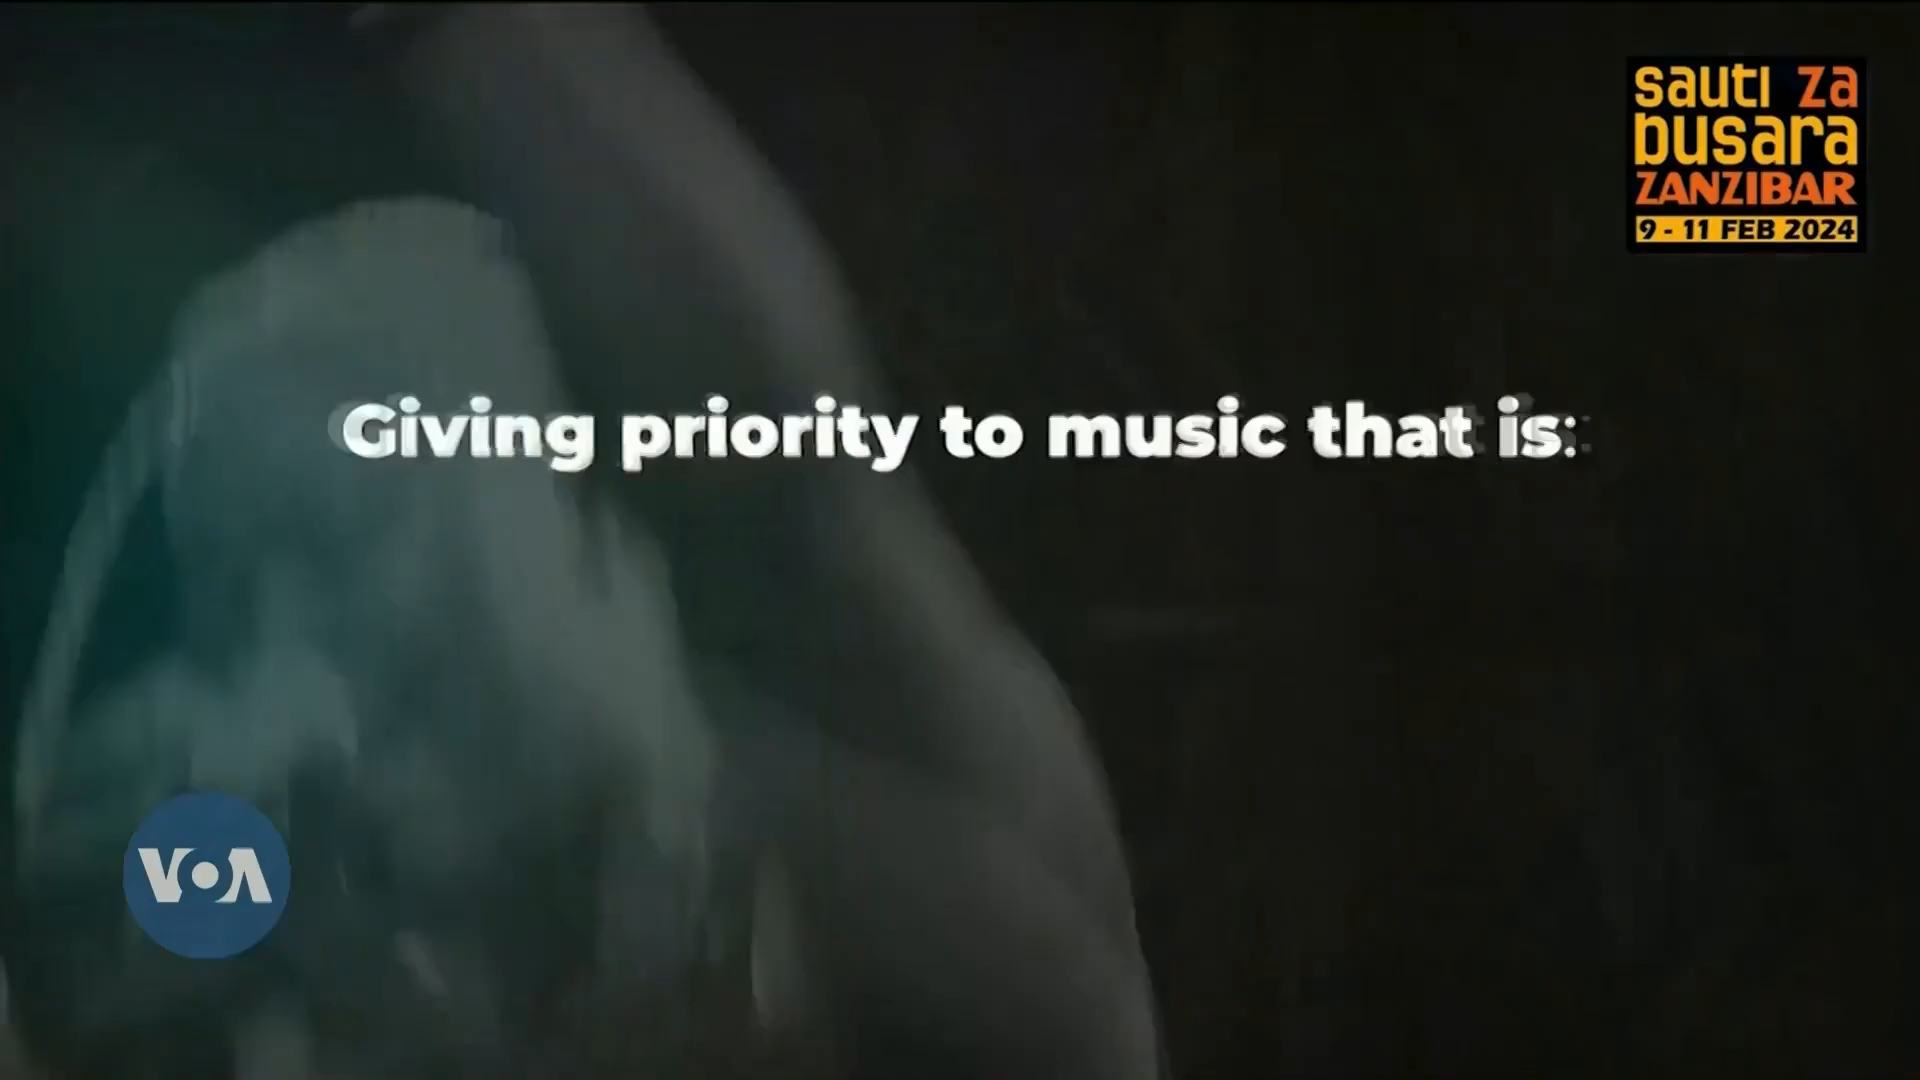 sauti za
busara
ZANZIBAR
9 - 11 FEB 2024
Giving priority to music that is:
VOA